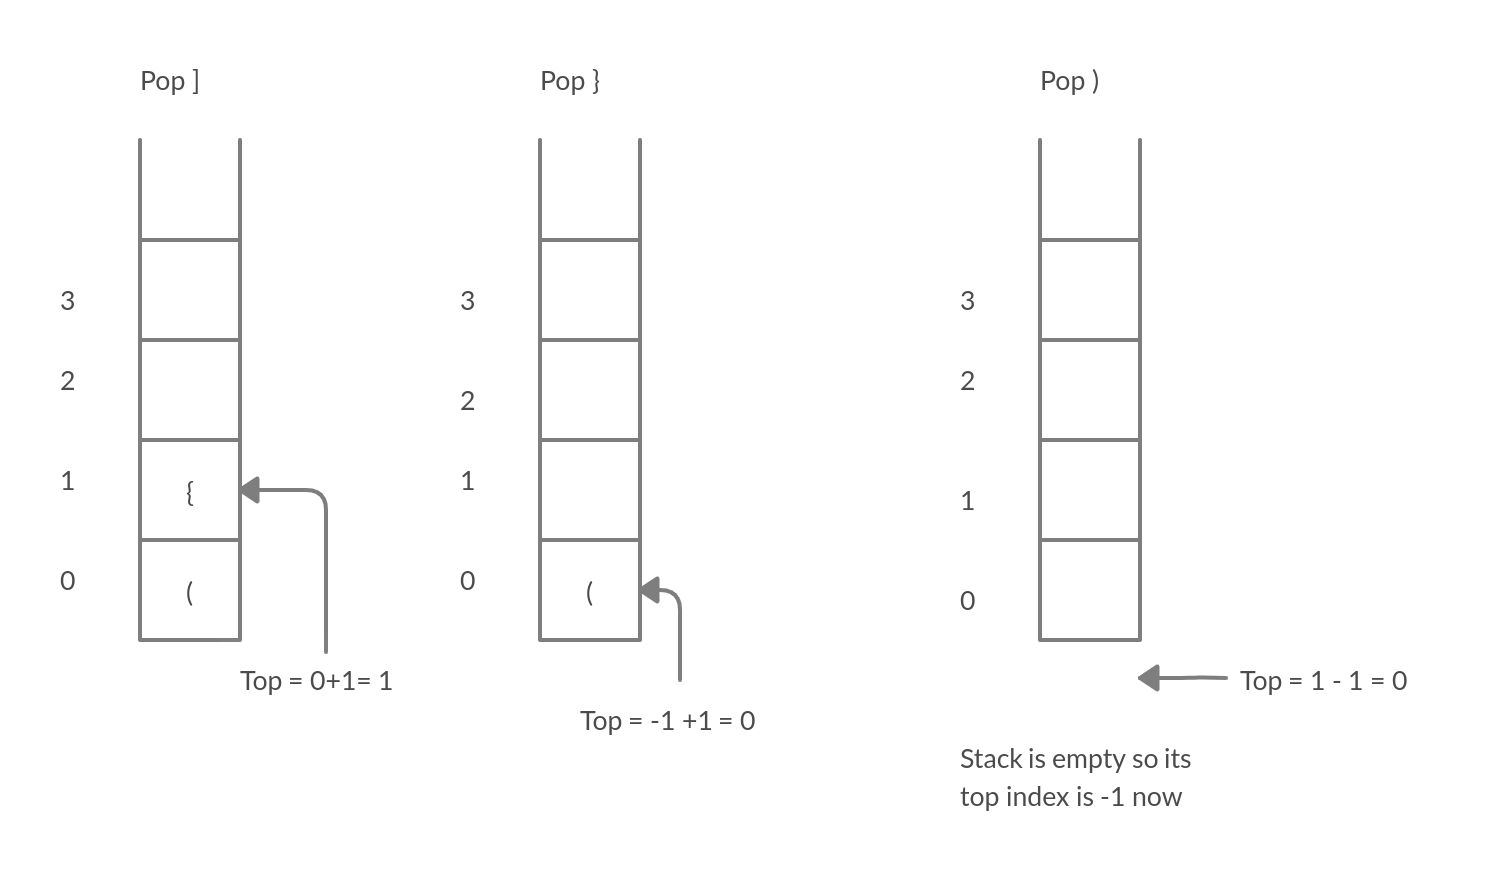 Pop ]
Pop }
Pop )
3
2
1
0
{
(
Top = 0+1= 1
3
2
1
0
(
Top = -1 +1 = 0
3
2
1
0
Top = 1 - 1 = 0
Stack is empty so its
top index is -1 now